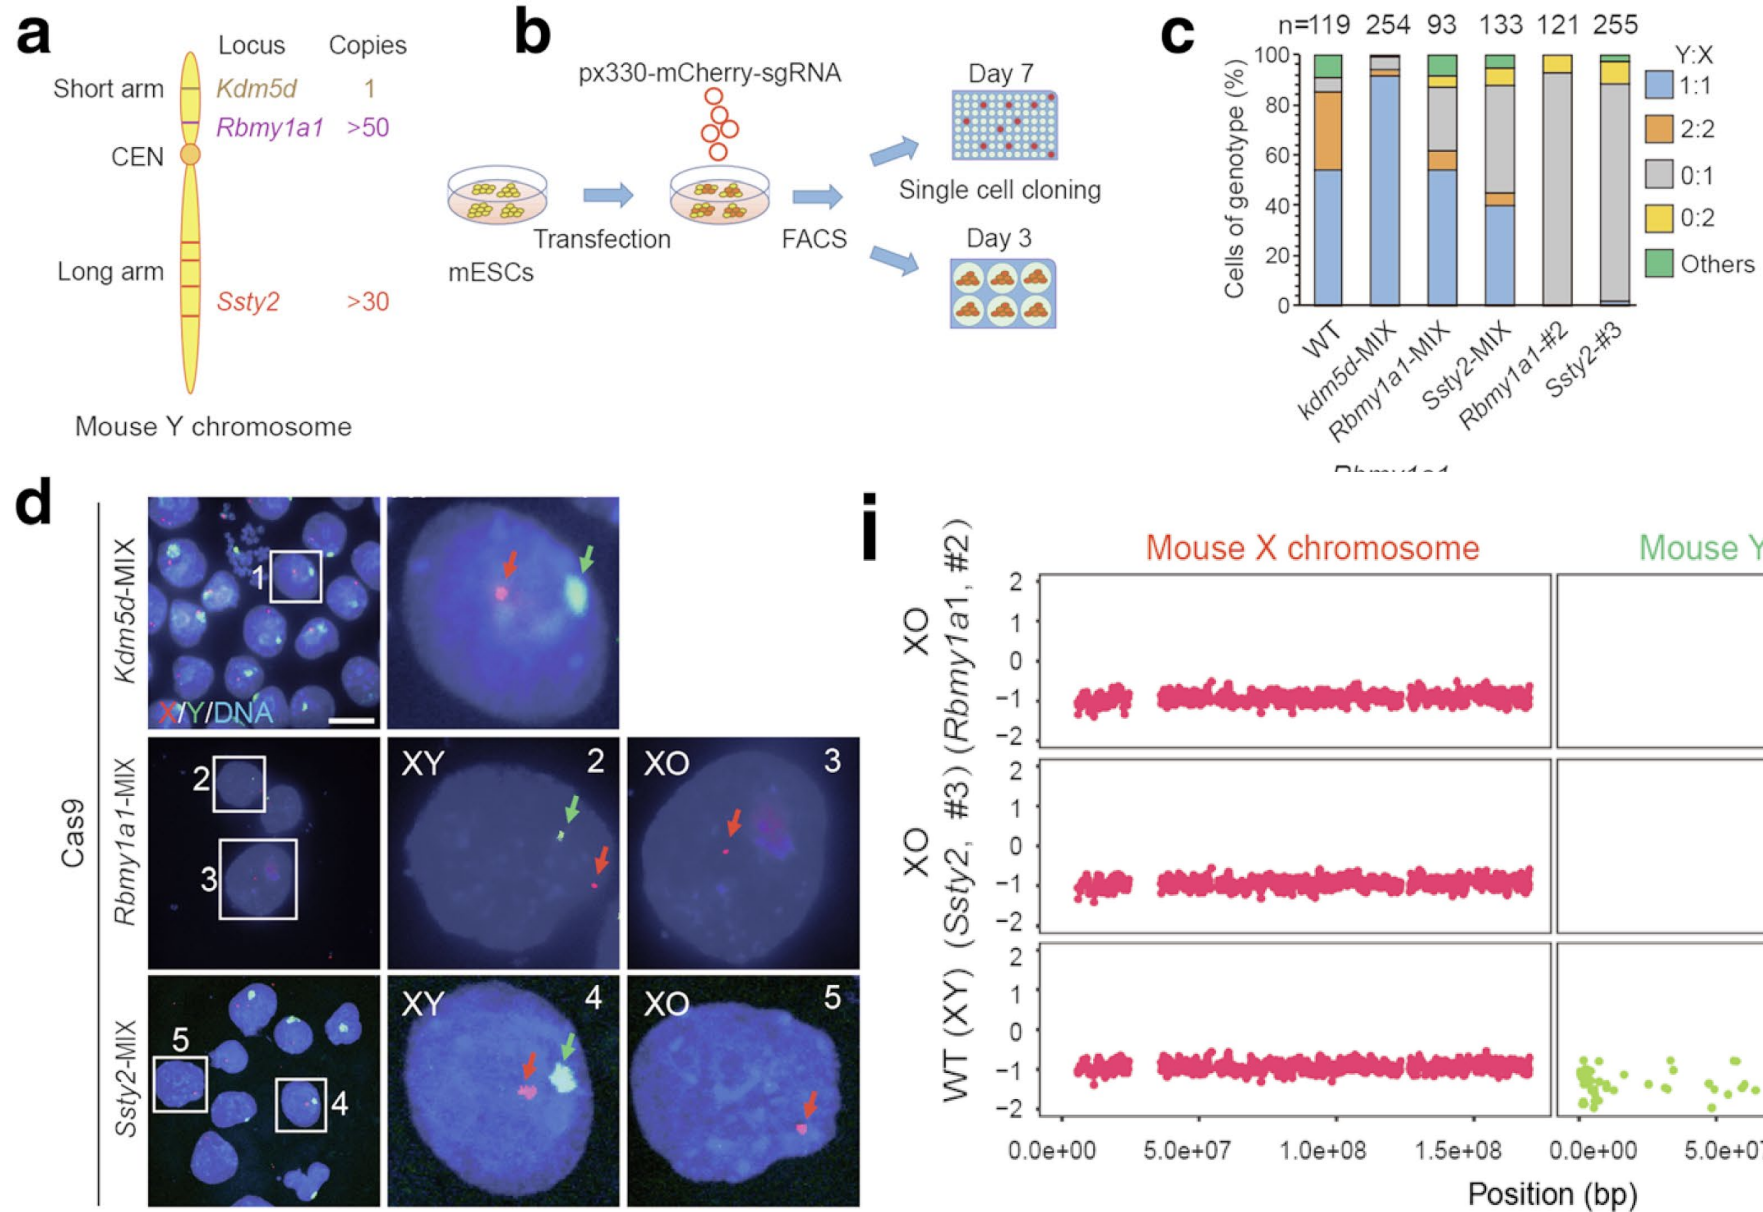 a
Locus Copies
Short arm Kdm5d 1
Rbmy1a1 >50
CEN
Long arm
Ssty2 >30
Mouse Y chromosome
b
px330-mCherry-sgRNA
Transfection
mESCs
FACS
Day 7
Single cell cloning
Day 3
c
n=119 254 93 133 121 255
Cells of genotype (%)
100
80
60
40
20
0
WT
kdm5d-MIX
Rbmy1a1-MIX
Ssty2-MIX
Rbmy1a1-#2
Ssty2-#3
Y:X
1:1
2:2
0:1
0:2
Others
d
Cas9
Kdm5d-MIX
1
X/Y/DNA
Rbmy1a1-MIX
2
3
XY 2
XO 3
Ssty2-MIX
5
4
XY 4
XO 5
i
Mouse X chromosome Mouse Y
XO
(Rbmy1a1, #2)
2
1
0
−1
−2
XO
(Ssty2, #3)
2
1
0
−1
−2
WT (XY)
2
1
0
−1
−2
0.0e+00 5.0e+07 1.0e+08 1.5e+08 0.0e+00 5.0e+0
Position (bp)